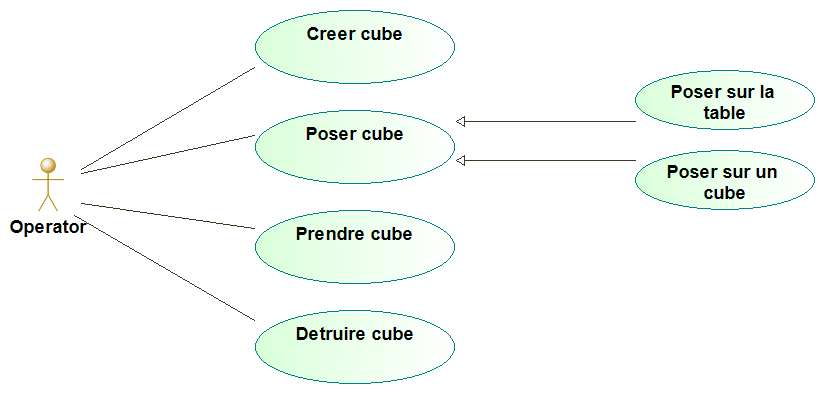 Creer cube
Poser cube
Poser sur la
table
Poser sur un
cube
Operator
Prendre cube
Detruire cube